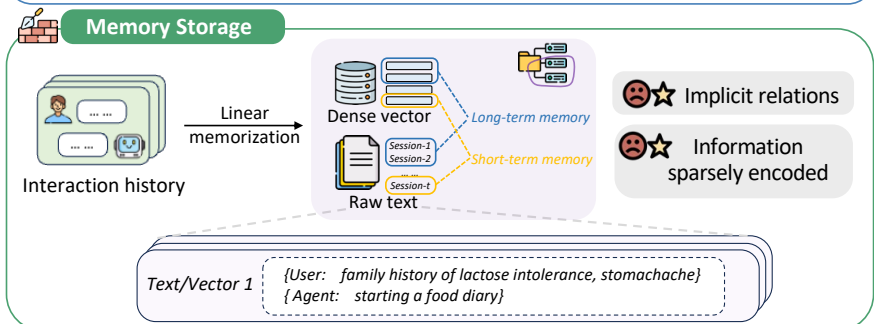 Memory Storage
... ...
... ...
Interaction history
Linear
memorization
Dense vector
Session-1
Session-2
... ...
Session-t
Raw text
Long-term memory
Short-term memory
Implicit relations
Information
sparsely encoded
Text/Vector 1
{User: family history of lactose intolerance, stomachache}
{ Agent: starting a food diary}